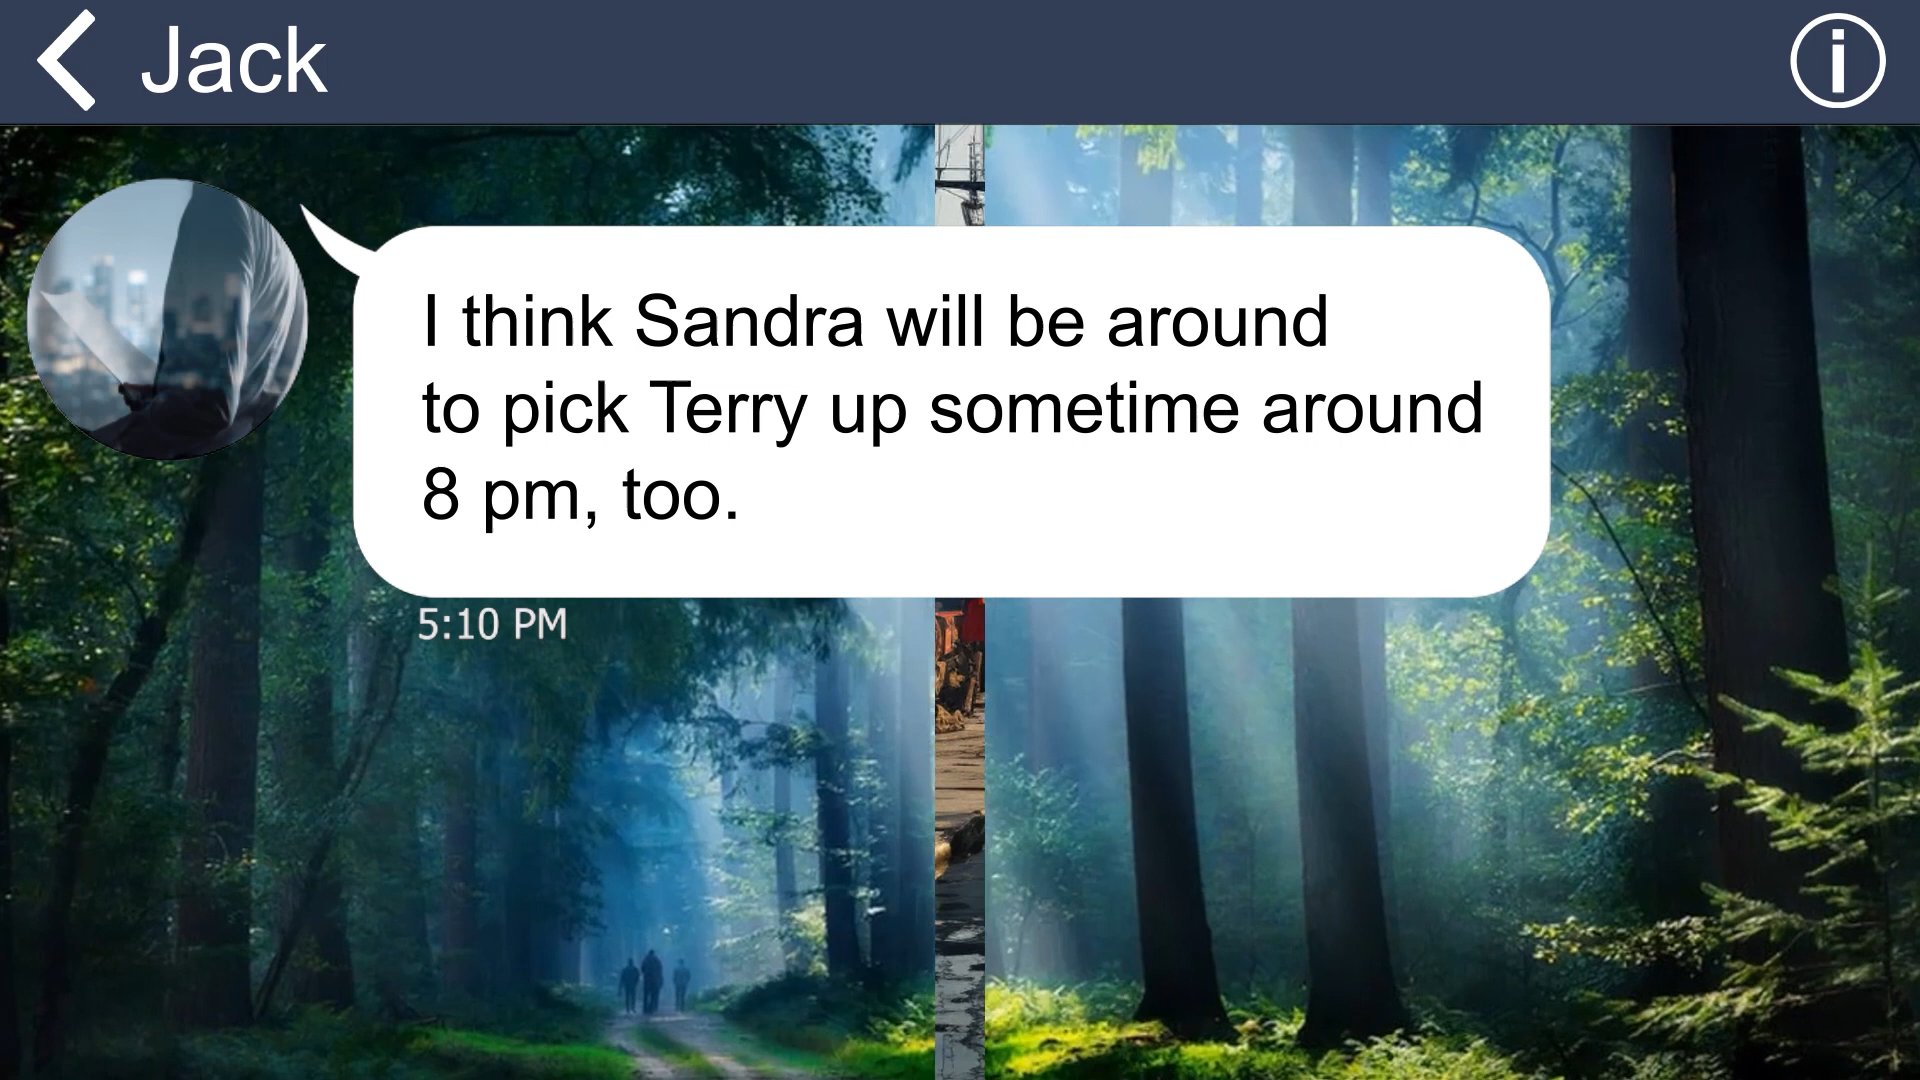 Jack
I think Sandra will be around
to pick Terry up sometime around
8 pm, too.
5:10 PM